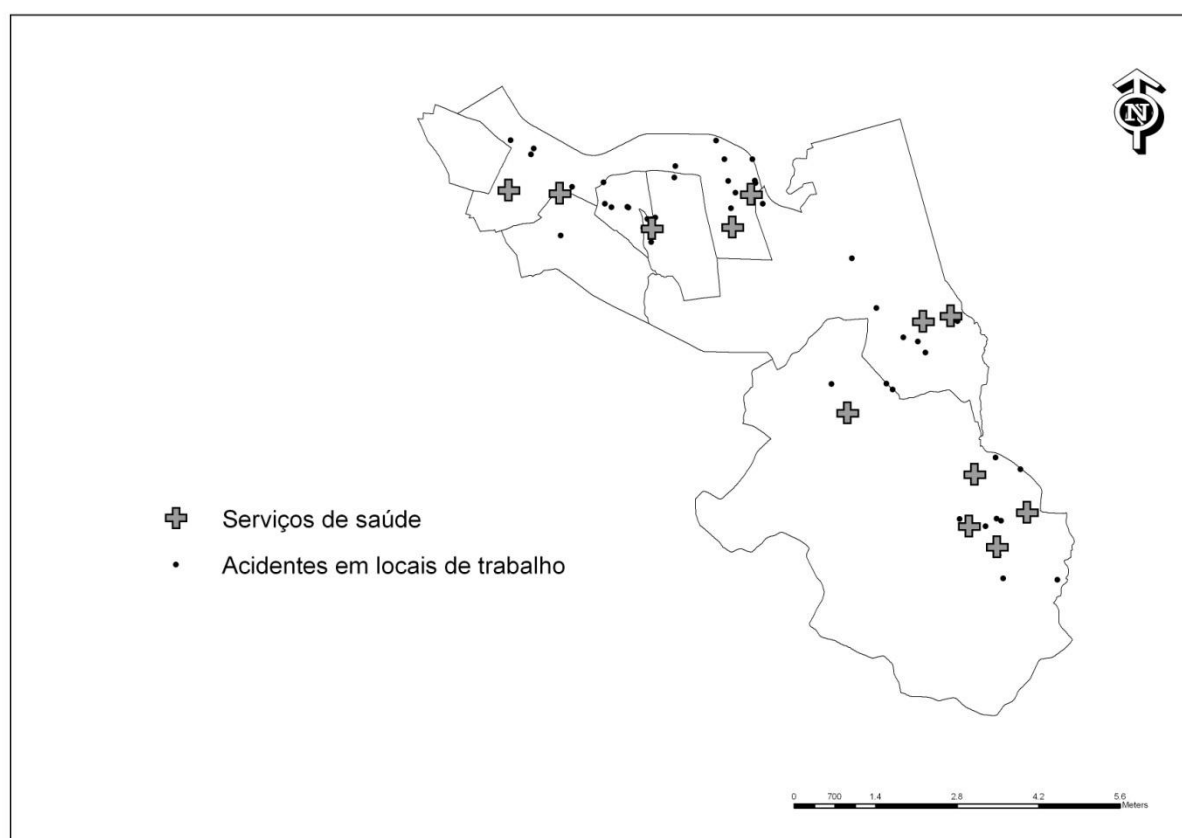 N
Serviços de saúde
Acidentes em locais de trabalho
0 700 1.4 2.8 4.2 5.6
Meters